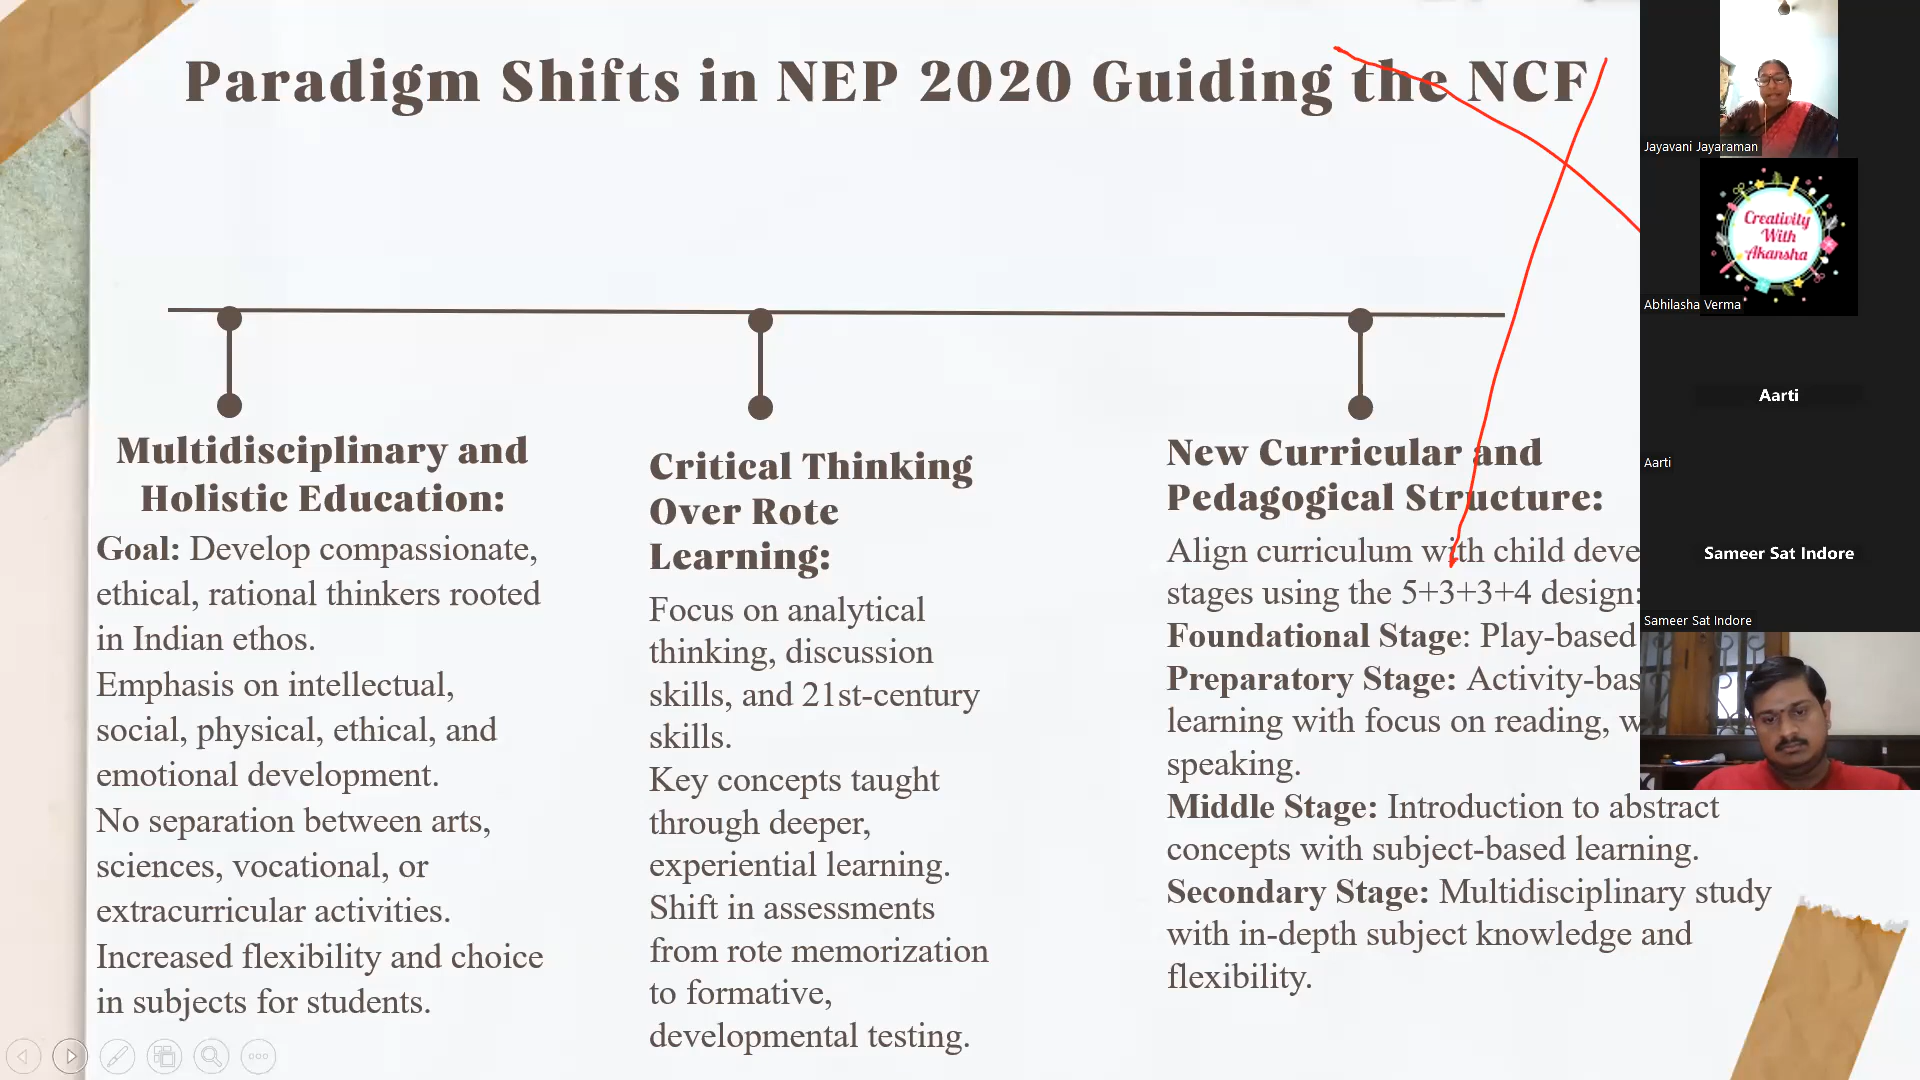 Paradigm Shifts in NEP 2020 Guiding the NCF
Multidisciplinary and
Holistic Education:
Goal: Develop compassionate,
ethical, rational thinkers rooted
in Indian ethos.
Emphasis on intellectual,
social, physical, ethical, and
emotional development.
No separation between arts,
sciences, vocational, or
extracurricular activities.
Increased flexibility and choice
in subjects for students.
Critical Thinking
Over Rote
Learning:
Focus on analytical
thinking, discussion
skills, and 21st-century
skills.
Key concepts taught
through deeper,
experiential learning.
Shift in assessments
from rote memorization
to formative,
developmental testing.
New Curricular and
Pedagogical Structure:
Align curriculum with child
stages using the 5+3+3+4 design:
Foundational Stage: Play-based
Preparatory Stage:
learning with focus on reading,
speaking.
Middle Stage: Introduction to abstract
concepts with subject-based learning.
Secondary Stage: Multidisciplinary study
with in-depth subject knowledge and
flexibility.
Jayavani Jayaraman
Creativity
With
Akansha
Abhilasha Verma
Aarti
Aarti
Sameer Sat Indore
Sameer Sat Indore